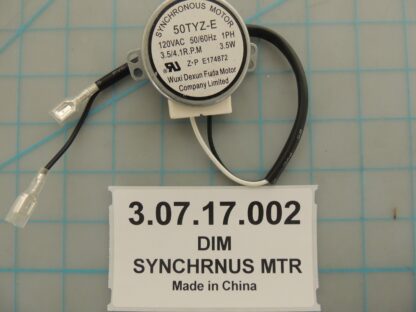 SYNCHRONOUS MOTOR
50TYZ-E
120VAC 50/60Hz 1PH
3.5/4.1R.P.M 3.5W
Z-P E174872
Wuxi Dexun Fuda Motor
Company Limited
3.07.17.002
DIM
SYNCHRNUS MTR
Made in China